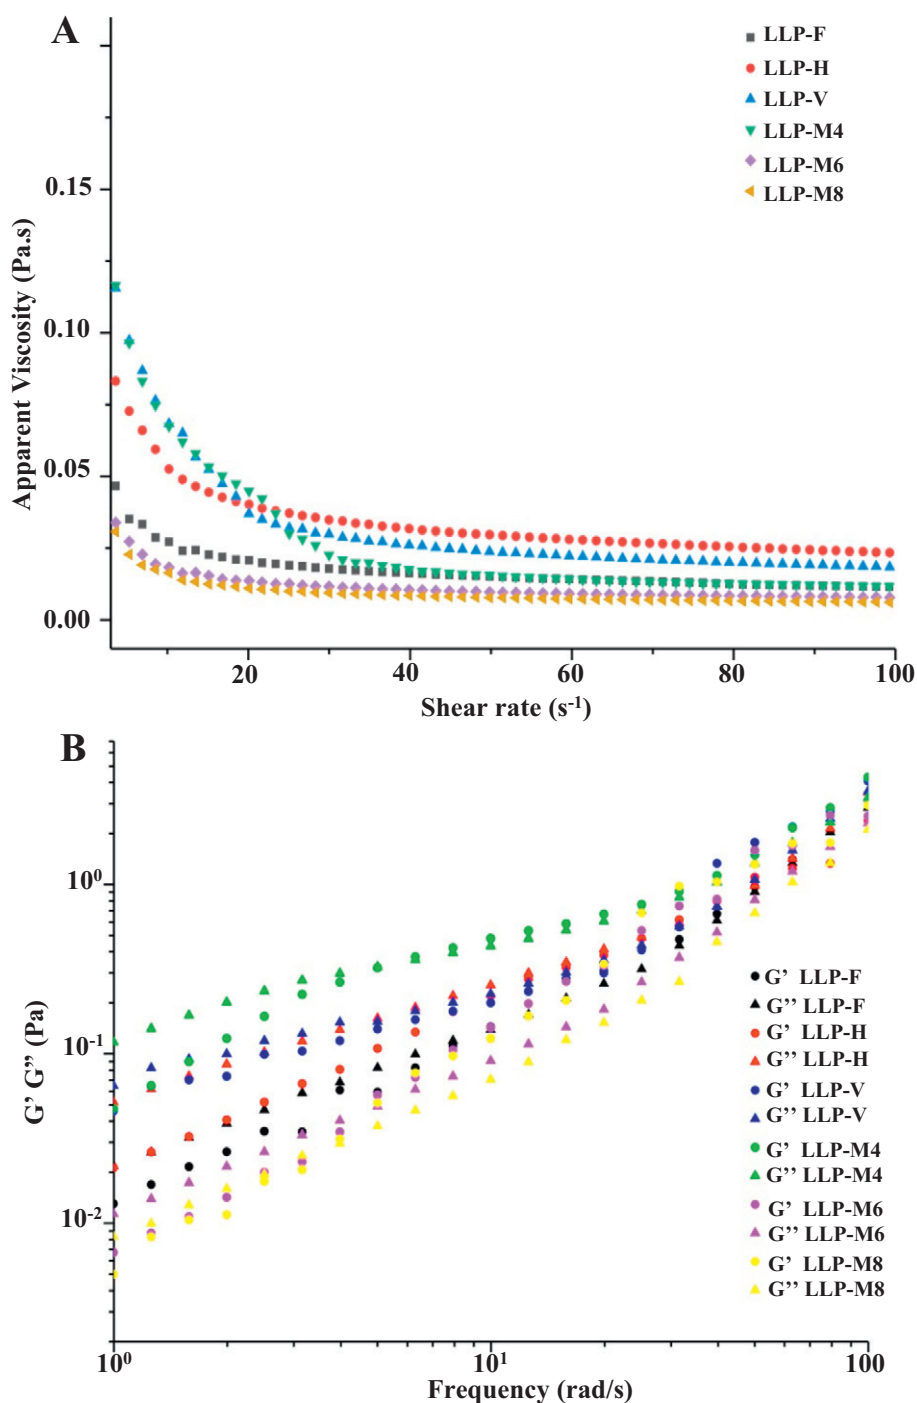 A
LLP-F
LLP-H
LLP-V
LLP-M4
LLP-M6
LLP-M8
0.15
0.10
0.05
0.00
Apparent Viscosity (Pa.s)
20
40
60
80
100
Shear rate (s⁻¹)
B
10⁰
10⁻¹
10⁻²
G' G" (Pa)
G' LLP-F
G'' LLP-F
G' LLP-H
G'' LLP-H
G' LLP-V
G'' LLP-V
G' LLP-M4
G'' LLP-M4
G' LLP-M6
G'' LLP-M6
G' LLP-M8
G'' LLP-M8
10⁰
10¹
100
Frequency (rad/s)